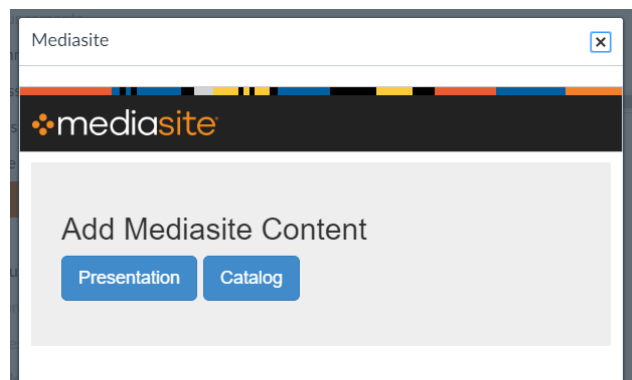 Mediasite
mediasite
Add Mediasite Content
Presentation
Catalog